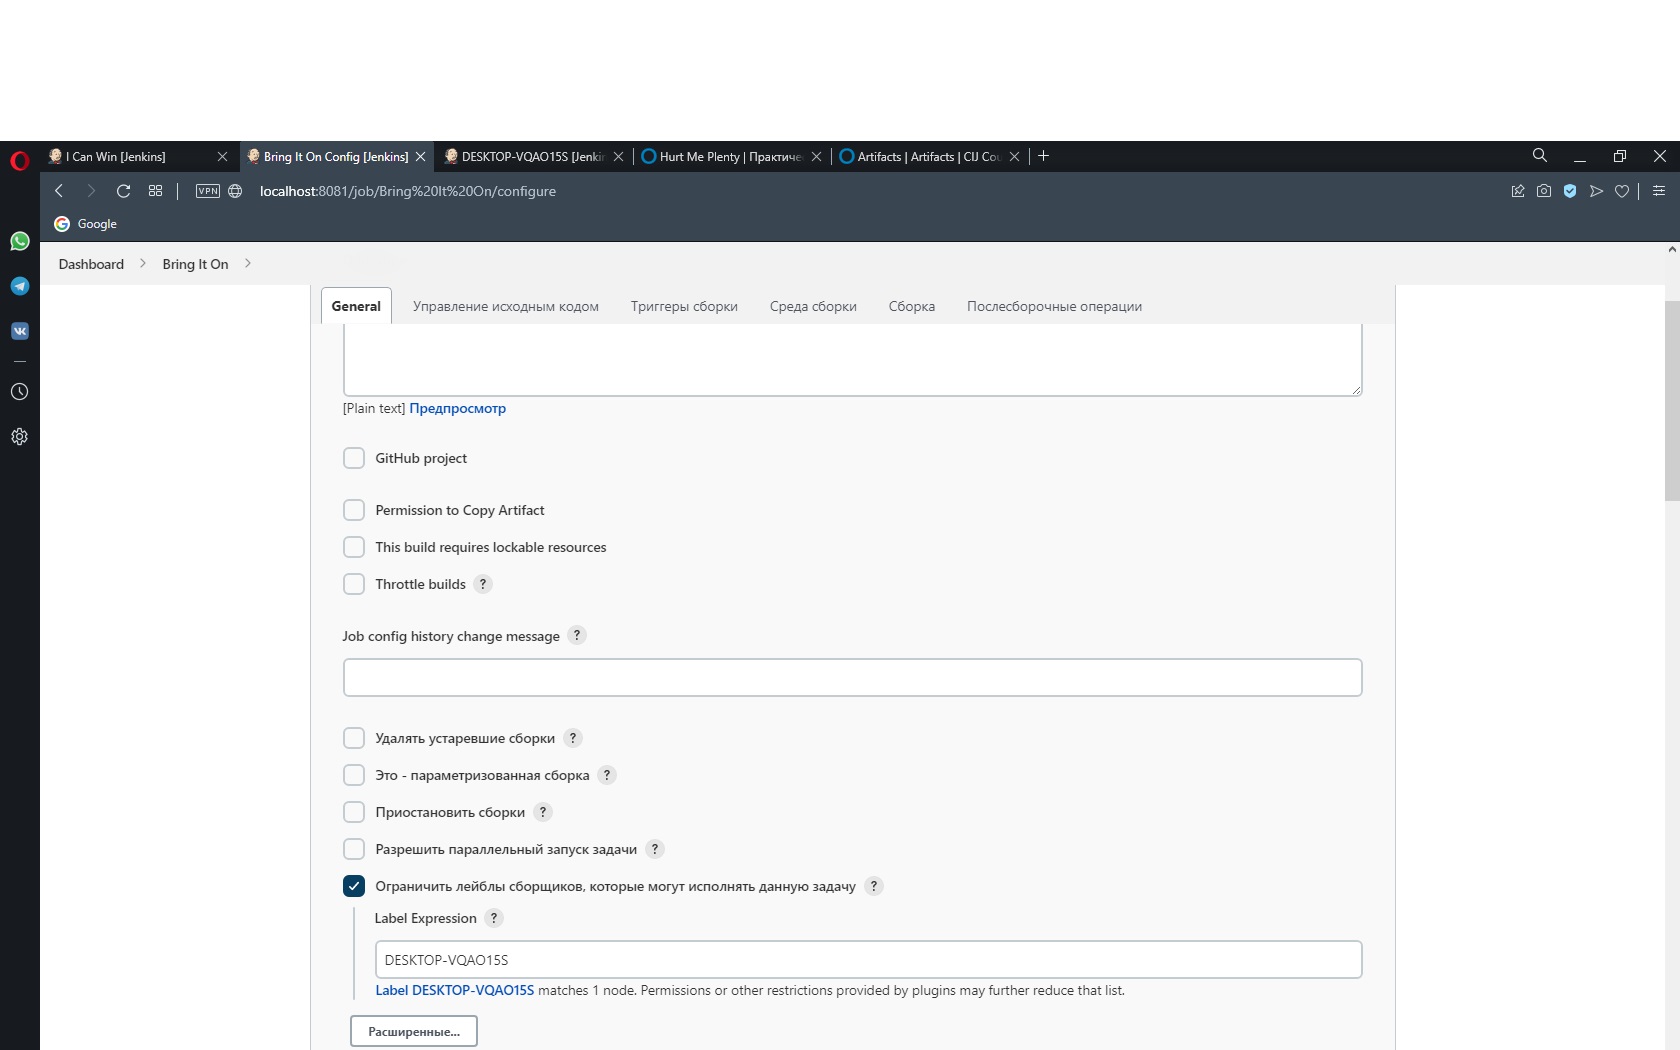 I Can Win [Jenkins]
Bring It On Config [Jenkins]
DESKTOP-VQAO15S [Jenki
Hurt Me Plenty | Практиче
Artifacts | Artifacts | CIJ Cou
VPN
localhost:8081/job/Bring%20It%20On/configure
Google
Dashboard
Bring It On
General
Управление исходным кодом
Триггеры сборки
Среда сборки
Сборка
Послесборочные операции
[Plain text] Предпросмотр
GitHub project
Permission to Copy Artifact
This build requires lockable resources
Throttle builds ?
Job config history change message ?
Удалять устаревшие сборки ?
Это - параметризованная сборка ?
Приостановить сборки ?
Разрешить параллельный запуск задачи ?
Ограничить лейблы сборщиков, которые могут исполнять данную задачу ?
Label Expression ?
DESKTOP-VQAO15S
Label DESKTOP-VQAO15S matches 1 node. Permissions or other restrictions provided by plugins may further reduce that list.
Расширенные...